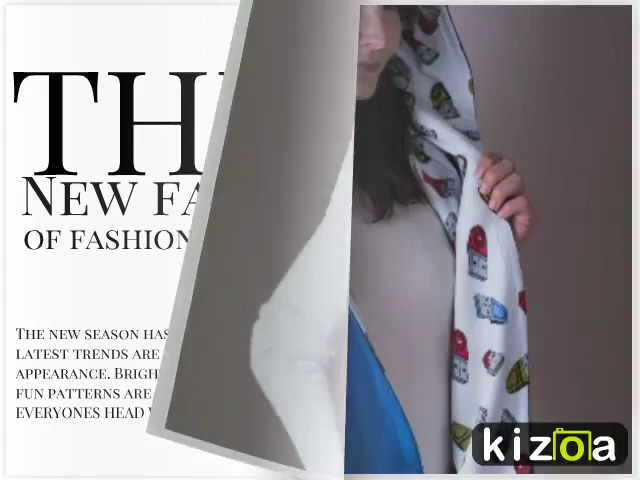 TH
NEW FA
OF FASHION
THE NEW SEASON HAS
LATEST TRENDS ARE
APPEARANCE. BRIGH
FUN PATTERNS ARE
EVERYONES HEAD
kizoa